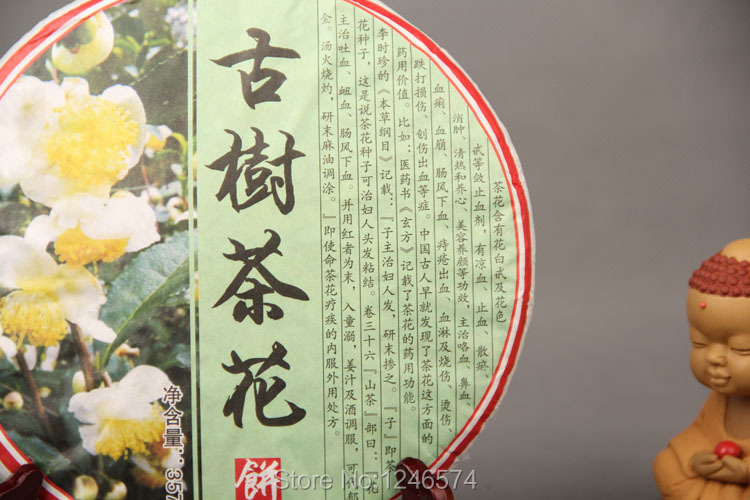 古樹茶花
餅
净含量：357
茶花含有花白甙及花色
甙等敛止血剂，有凉血、止血、散瘀、
消肿、清热和养心、美容养颜等功效，主治咯血、鼻血、
血痢、血崩、肠风下血、痔疮出血、血淋及烧伤、烫伤、
跌打损伤、创伤出血等症。中国古人早就发现了茶花这方面的
药用价值。比如：医药书《玄方》记载了茶花的药用功能。
李时珍的《本草纲目》记载：『子主治妇人发，研末掺之。『子』即茶
花种子，这是说茶花种子可治妇人头发粘结。卷三十六『山茶』部曰：『花
主治吐血、衄血、肠风下血。并用红者为末，入童溺，姜汁及酒调服，可
金。汤火烧灼，研末麻油调涂。』即使命茶花疗疾的内服外用处方。
Store No:1246574